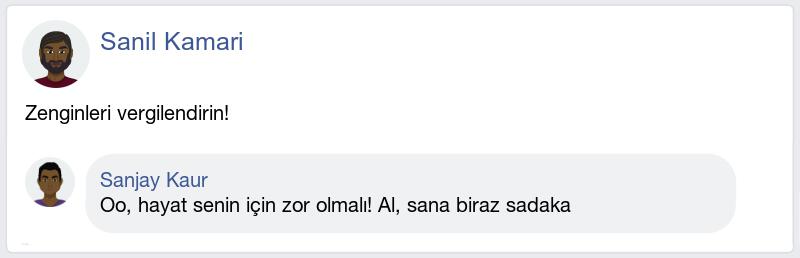 Sanil Kamari
Zenginleri vergilendirin!
Sanjay Kaur
Oo, hayat senin için zor olmalı! Al, sana biraz sadaka